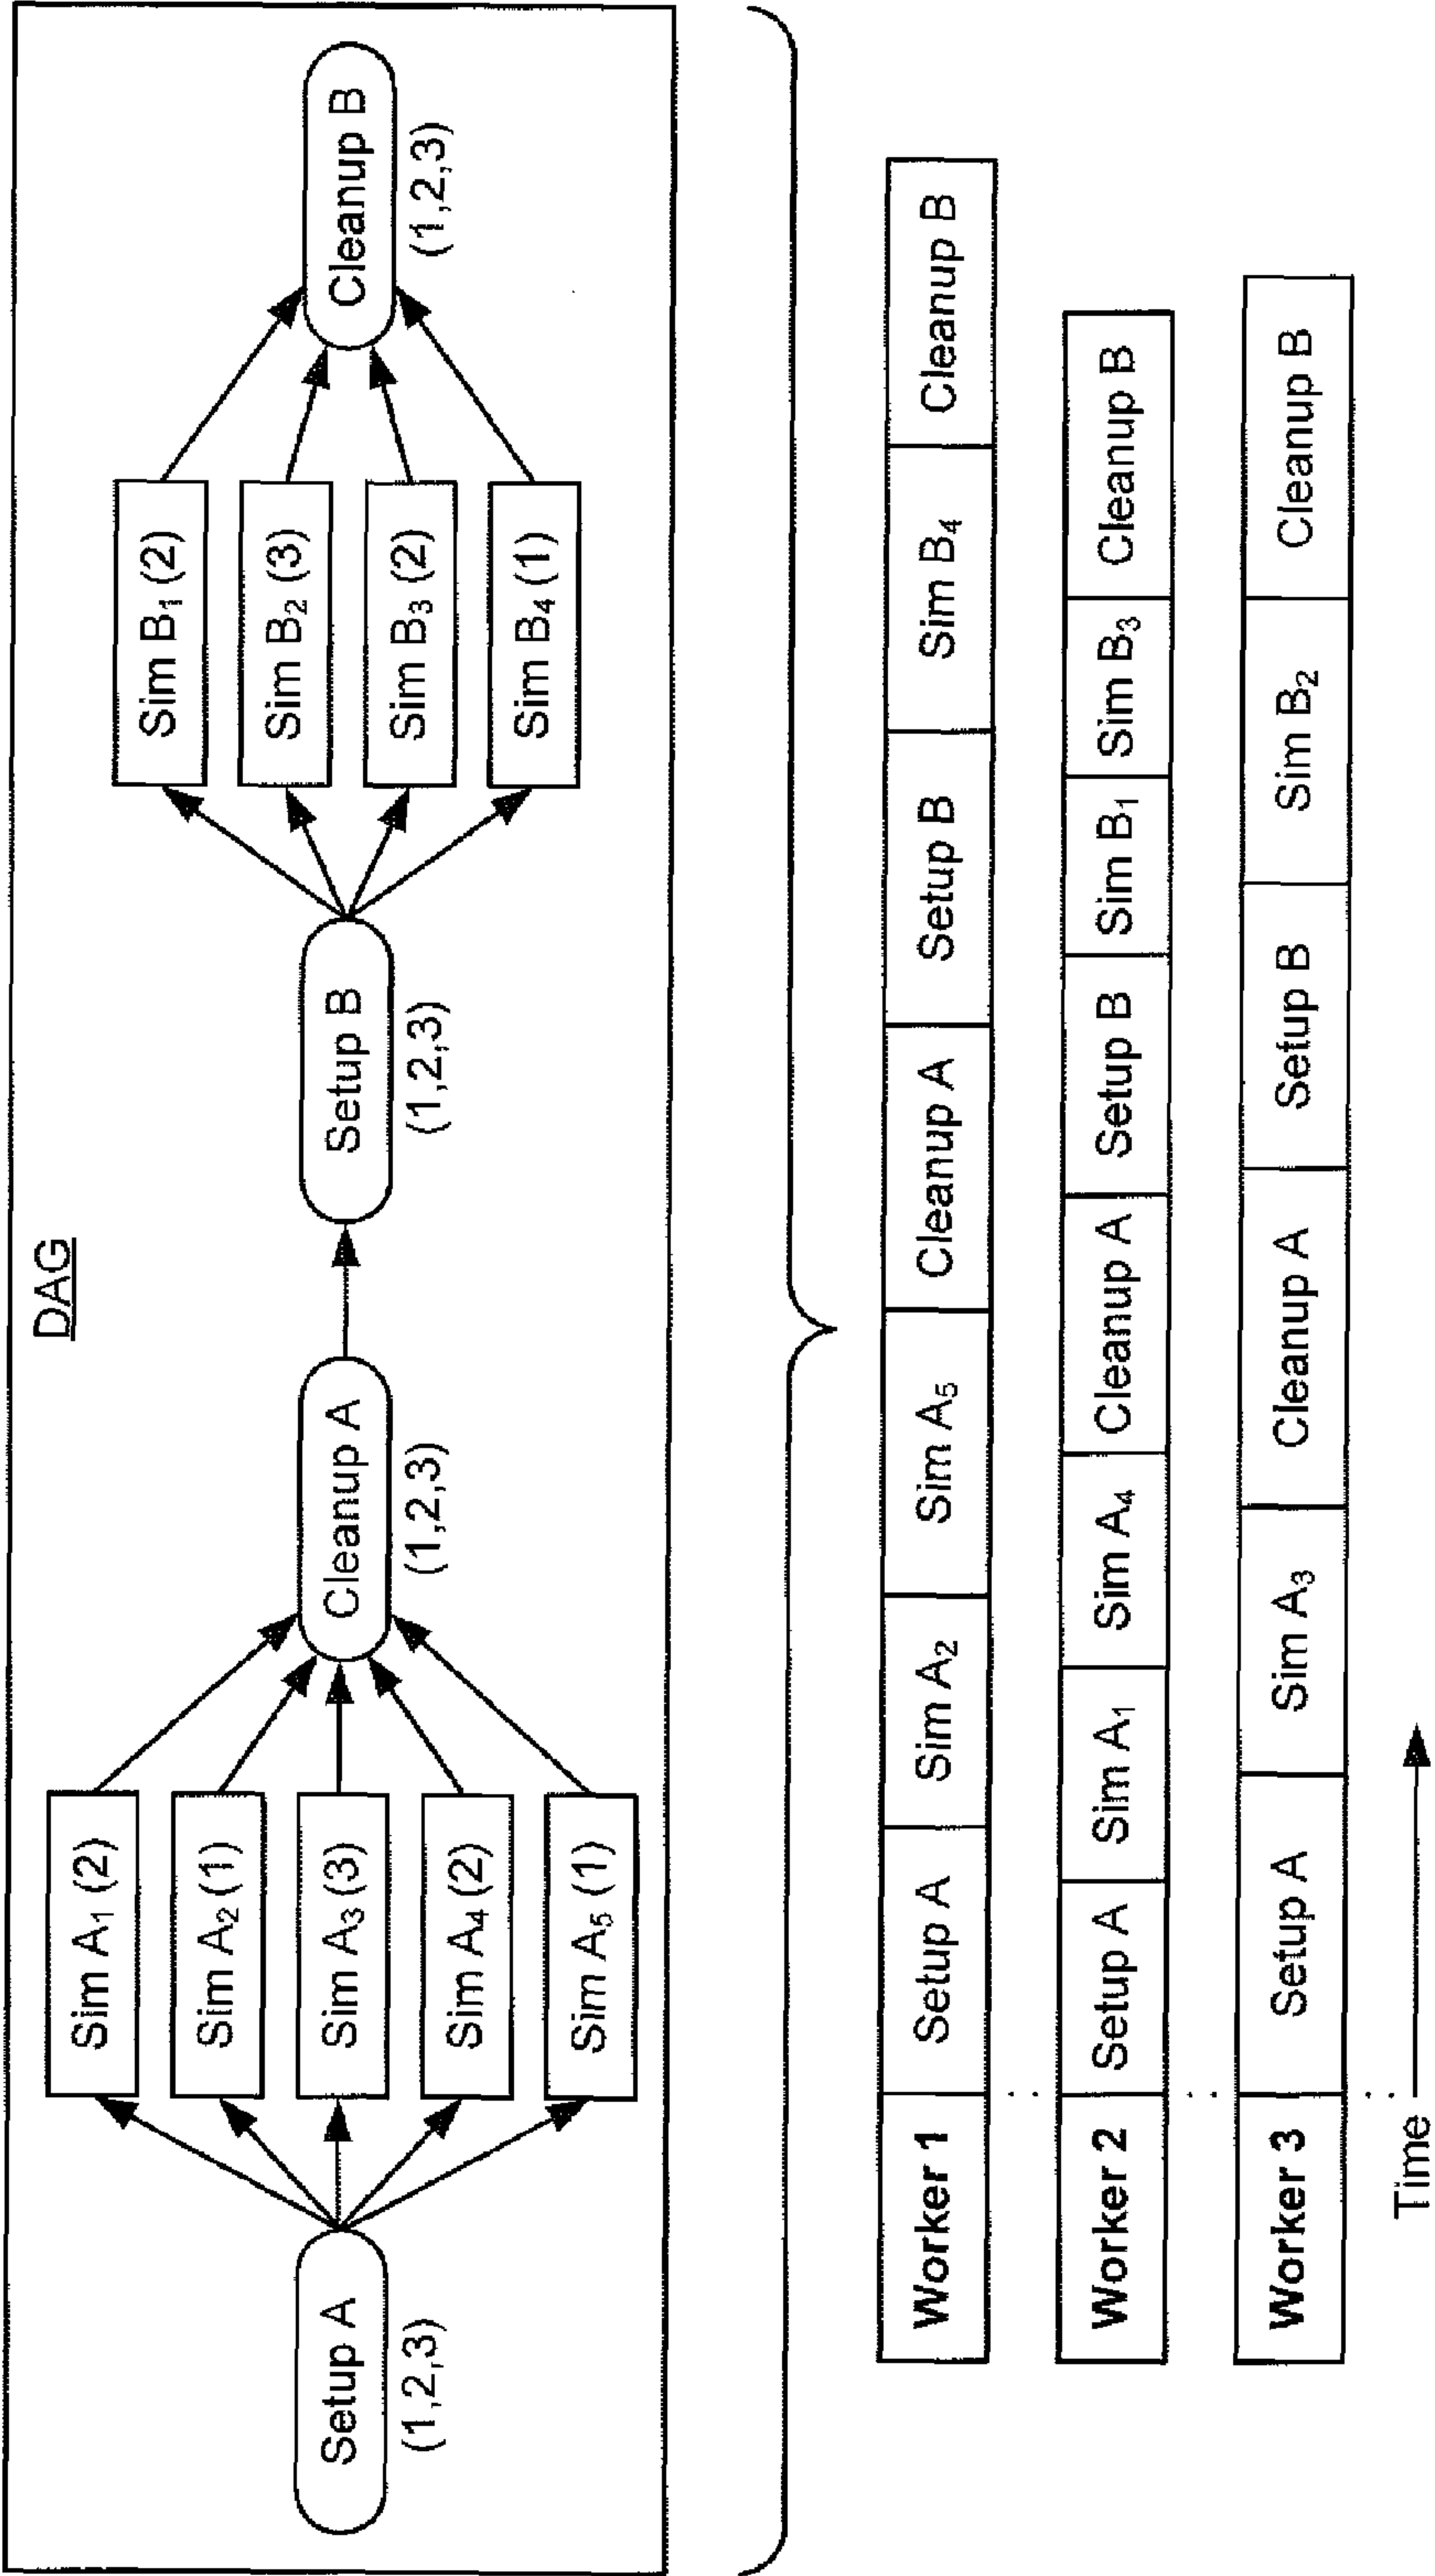 DAG
Setup A
(1,2,3)
Sim A₁ (2)
Sim A₂ (1)
Sim A₃ (3)
Sim A₄ (2)
Sim A₅ (1)
Cleanup A
(1,2,3)
Setup B
(1,2,3)
Sim B₁ (2)
Sim B₂ (3)
Sim B₃ (2)
Sim B₄ (1)
Cleanup B
(1,2,3)
Worker 1 Setup A Sim A₂ Sim A₅ Cleanup A Setup B Sim B₄ Cleanup B
Worker 2 Setup A Sim A₁ Sim A₄ Cleanup A Setup B Sim B₁ Sim B₃ Cleanup B
Worker 3 Setup A Sim A₃ Cleanup A Setup B Sim B₂ Cleanup B
Time